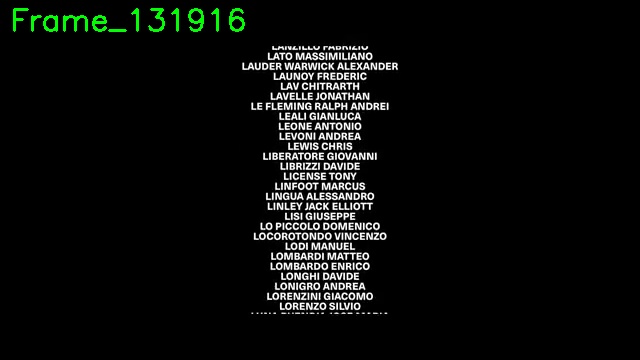 Frame_131916
LANZILLO FABRIZIO
LATO MASSIMILIANO
LAUDER WARWICK ALEXANDER
LAUNOY FREDERIC
LAV CHITRARTH
LAVELLE JONATHAN
LE FLEMING RALPH ANDREI
LEALI GIANLUCA
LEONE ANTONIO
LEVONI ANDREA
LEWIS CHRIS
LIBERATORE GIOVANNI
LIBRIZZI DAVIDE
LICENSE TONY
LINFOOT MARCUS
LINGUA ALESSANDRO
LINLEY JACK ELLIOTT
LISI GIUSEPPE
LO PICCOLO DOMENICO
LOCOROTONDO VINCENZO
LODI MANUEL
LOMBARDI MATTEO
LOMBARDO ENRICO
LONGHI DAVIDE
LONIGRO ANDREA
LORENZINI GIACOMO
LORENZO SILVIO